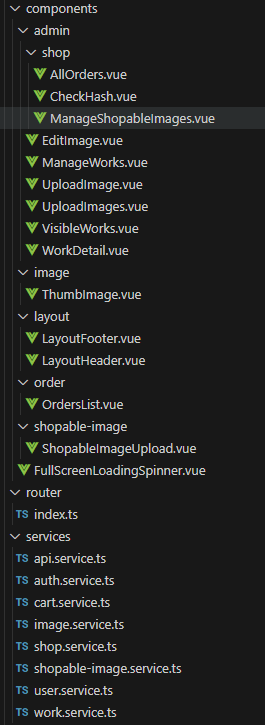 components
admin
shop
AllOrders.vue
CheckHash.vue
ManageShopableImages.vue
EditImage.vue
ManageWorks.vue
UploadImage.vue
UploadImages.vue
VisibleWorks.vue
WorkDetail.vue
image
ThumbImage.vue
layout
LayoutFooter.vue
LayoutHeader.vue
order
OrdersList.vue
shopable-image
ShopableImageUpload.vue
FullScreenLoadingSpinner.vue
router
TS index.ts
services
TS api.service.ts
TS auth.service.ts
TS cart.service.ts
TS image.service.ts
TS shop.service.ts
TS shopable-image.service.ts
TS user.service.ts
TS work.service.ts